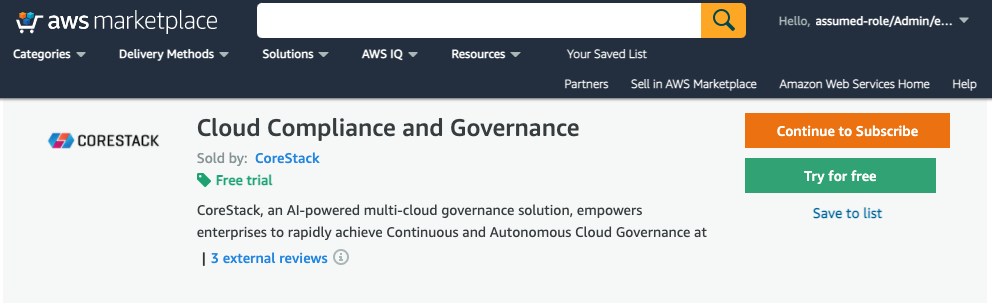 aws marketplace
Hello, assumed-role/Admin/e...
Categories Delivery Methods Solutions AWS IQ Resources Your Saved List
Partners Sell in AWS Marketplace Amazon Web Services Home Help
CORESTACK
Cloud Compliance and Governance
Continue to Subscribe
Sold by: CoreStack
Free trial
Try for free
CoreStack, an AI-powered multi-cloud governance solution, empowers
Save to list
enterprises to rapidly achieve Continuous and Autonomous Cloud Governance at
| 3 external reviews